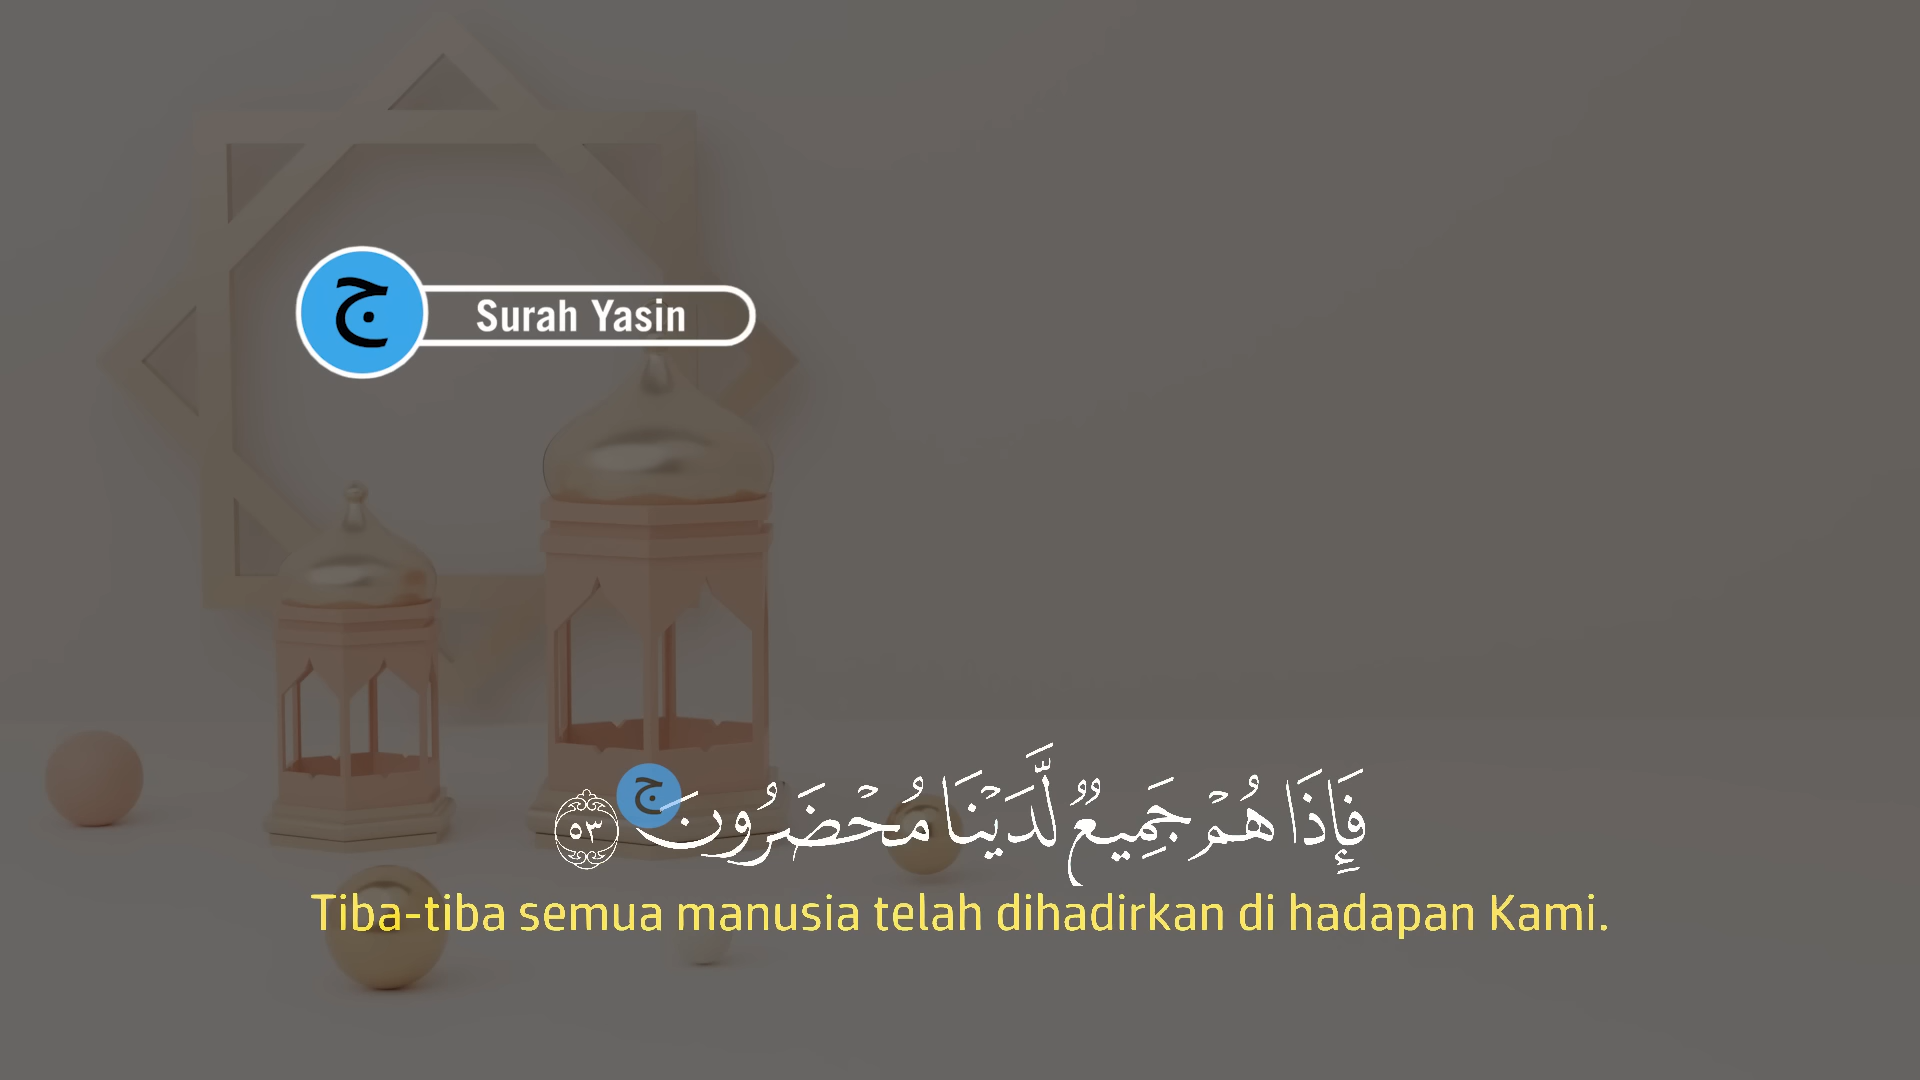 ج
Surah Yasin
فَإِذَا هُمْ جَمِيعٌ لَّدَيْنَا مُحْضَرُونَ ج ٥٣
Tiba-tiba semua manusia telah dihadirkan di hadapan Kami.